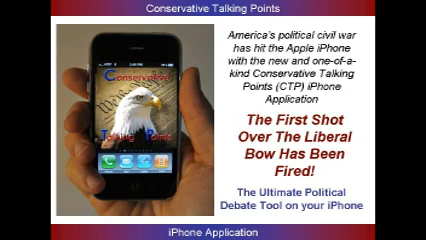 Conservative Talking Points
America's political civil war
has hit the Apple iPhone
with the new and one-of-a-
kind Conservative Talking
Points (CTP) iPhone
Application
The First Shot
Over The Liberal
Bow Has Been
Fired!
The Ultimate Political
Debate Tool on your iPhone
Conservative
Talking Points
iPhone Application